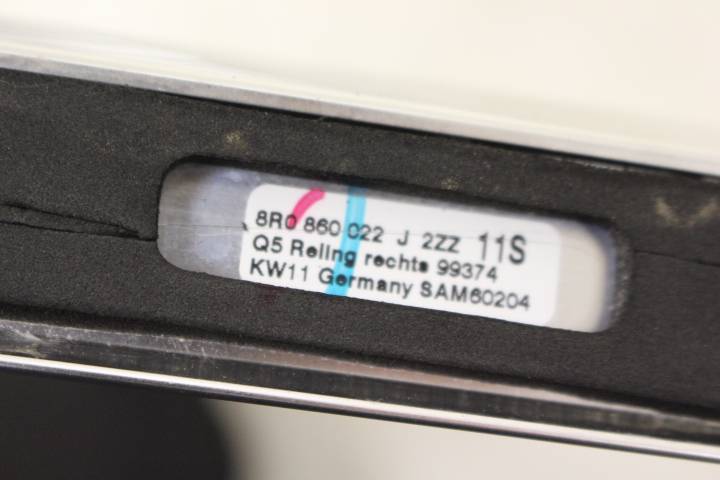 8R0 860 022 J 2ZZ 11S
Q5 Reling rechts 99374
KW11 Germany SAM60204